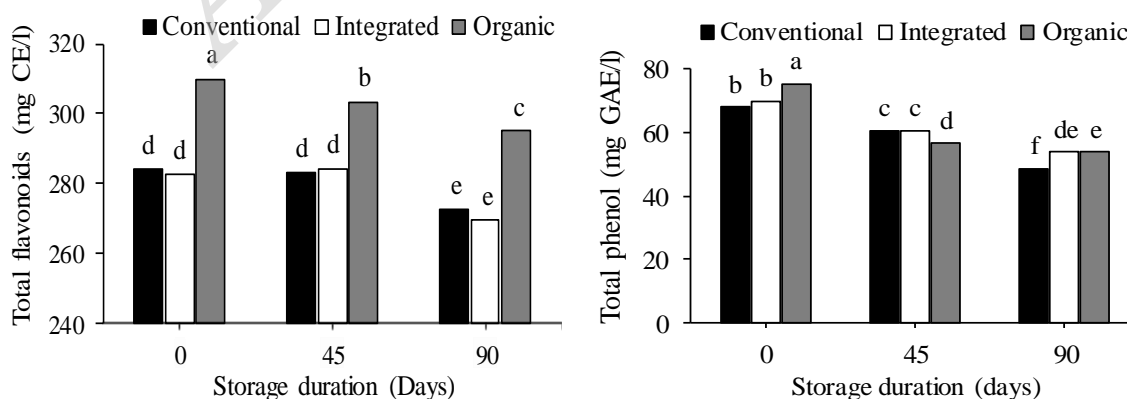 Conventional Integrated Organic
Total flavonoids (mg CE/l)
320
300
280
260
240
d d a
d d b
e e c
0 45 90
Storage duration (Days)
Conventional Integrated Organic
Total phenol (mg GAE/l)
80
60
40
20
0
b b a
c c d
f de e
0 45 90
Storage duration (days)